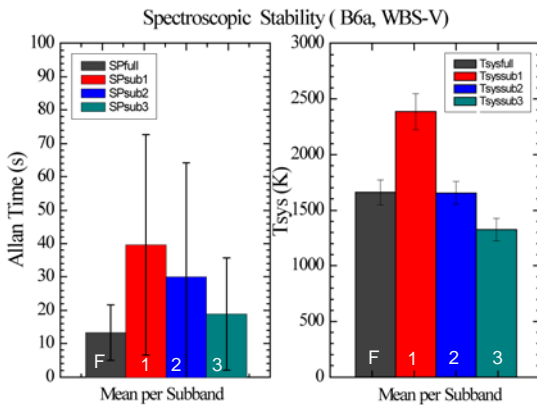 Spectroscopic Stability ( B6a, WBS-V)
100
90
80
70
60
50
40
30
20
10
0
Allan Time (s)
SPfull
SPsub1
SPsub2
SPsub3
F
1
2
3
Mean per Subband
3000
2500
2000
1500
1000
500
0
Tsys (K)
Tsysfull
Tsyssub1
Tsyssub2
Tsyssub3
F
1
2
3
Mean per Subband